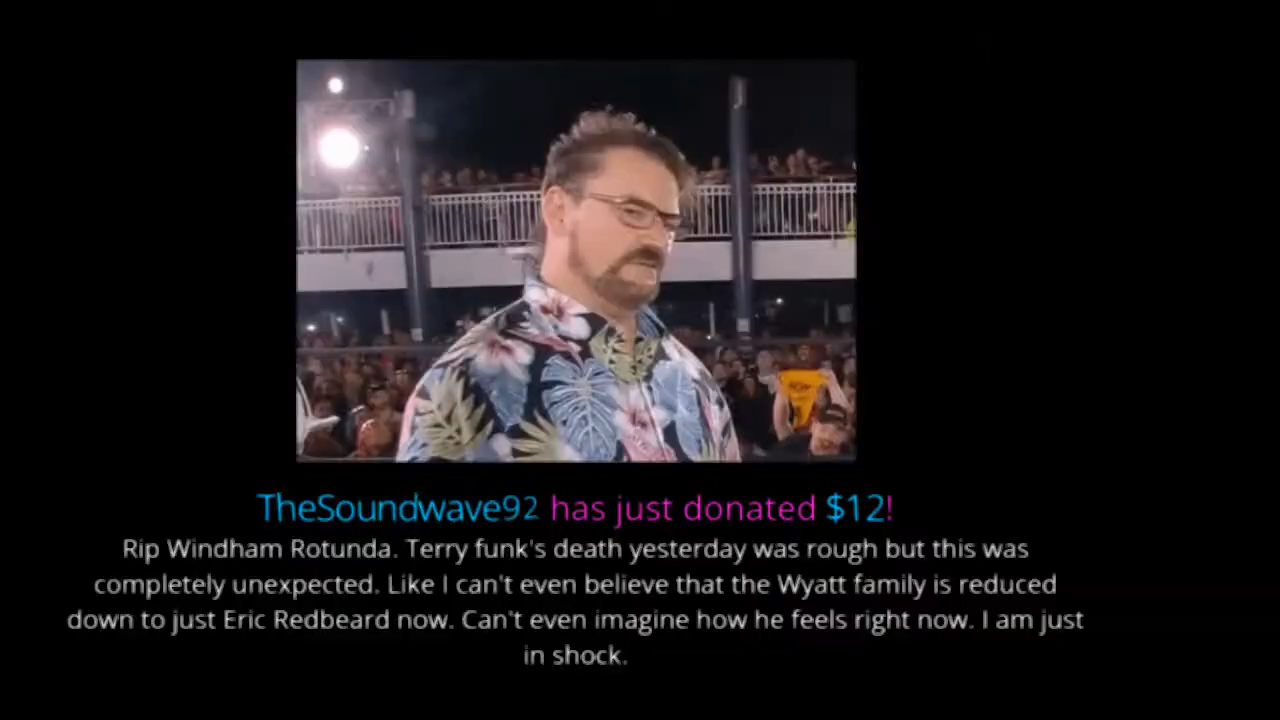 TheSoundwave92 has just donated $12!
Rip Windham Rotunda. Terry funk's death yesterday was rough but this was
completely unexpected. Like I can't even believe that the Wyatt family is reduced
down to just Eric Redbeard now. Can't even imagine how he feels right now. I am just
in shock.